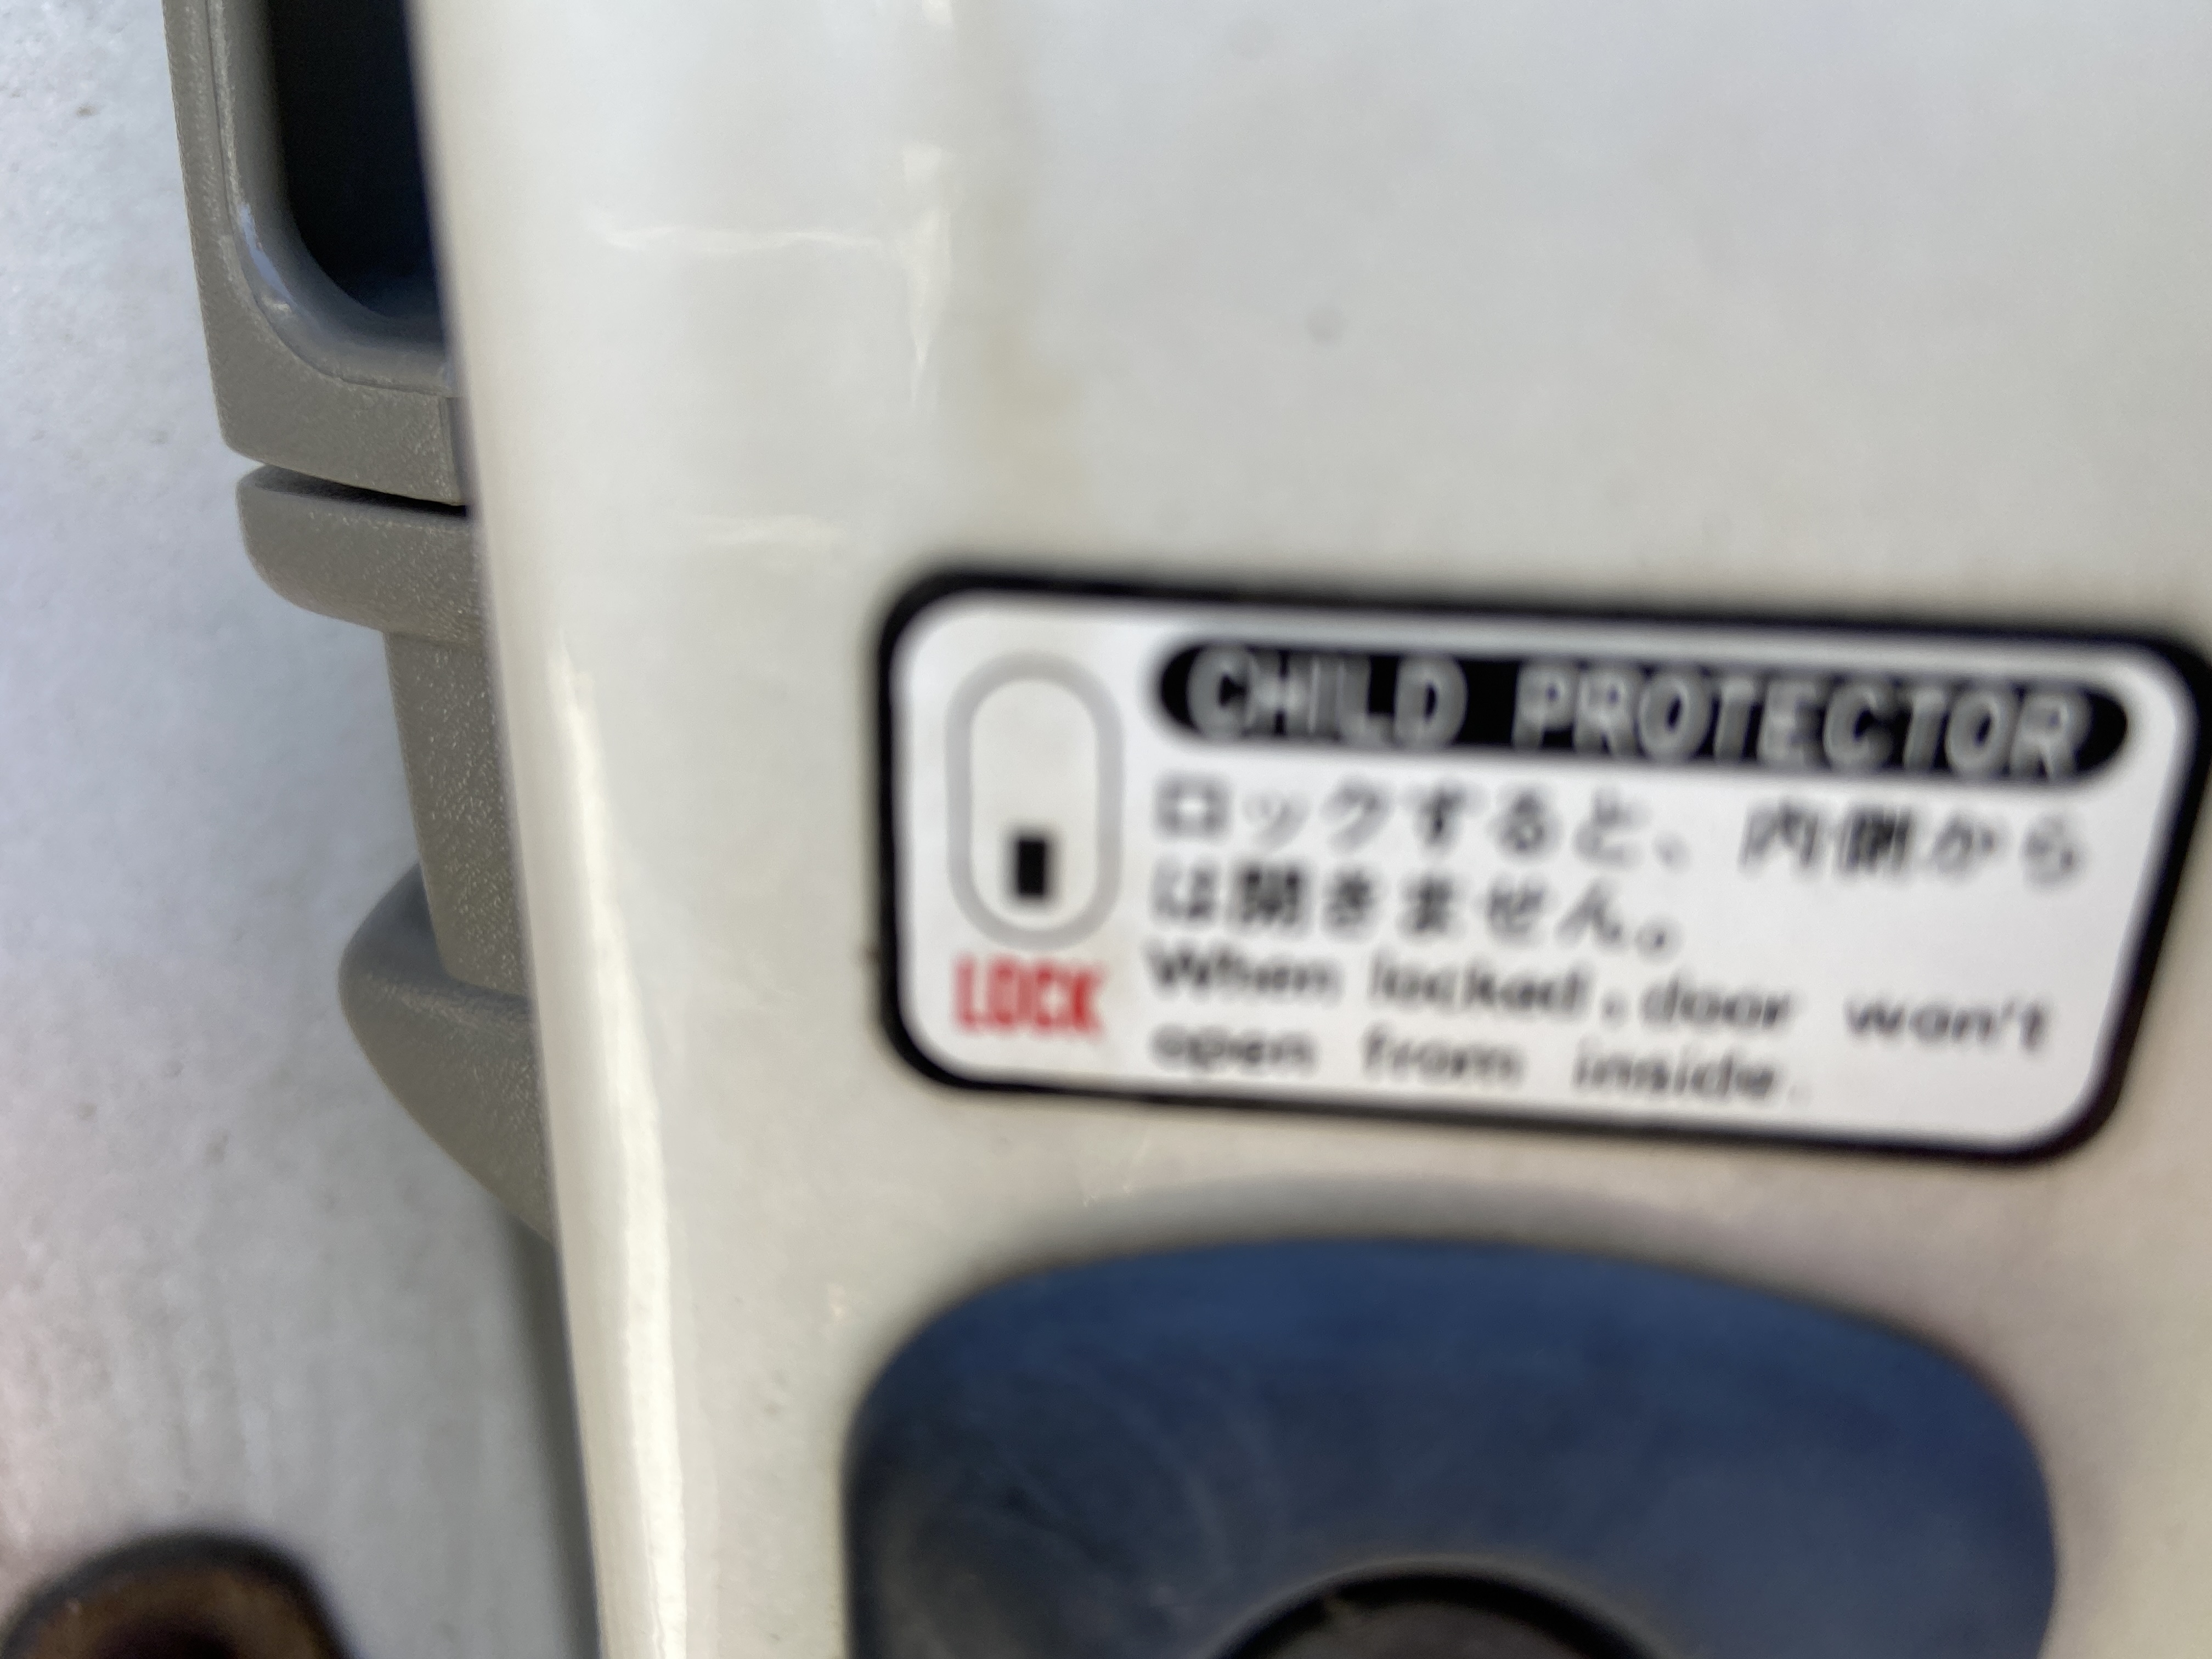 CHILD PROTECTOR
ロックすると、内側から
は開きません。
When locked, door won't
open from inside.
LOCK